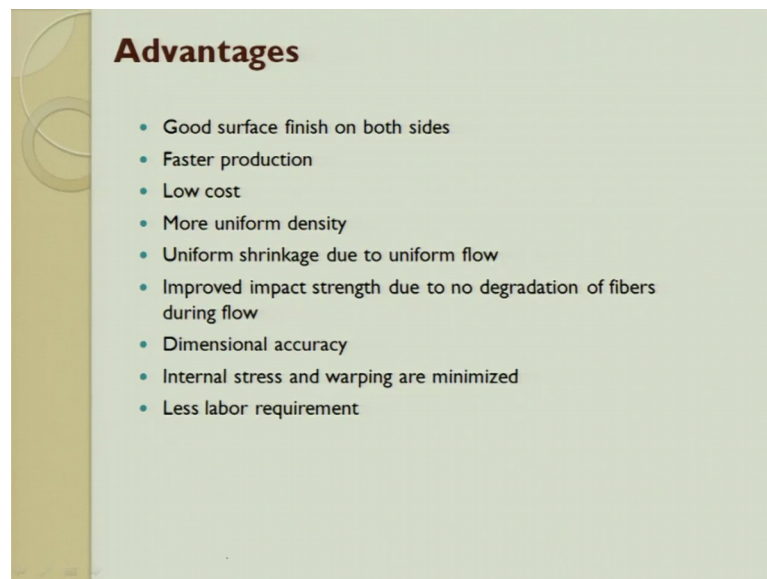 Advantages
• Good surface finish on both sides
• Faster production
• Low cost
• More uniform density
• Uniform shrinkage due to uniform flow
• Improved impact strength due to no degradation of fibers
during flow
• Dimensional accuracy
• Internal stress and warping are minimized
• Less labor requirement